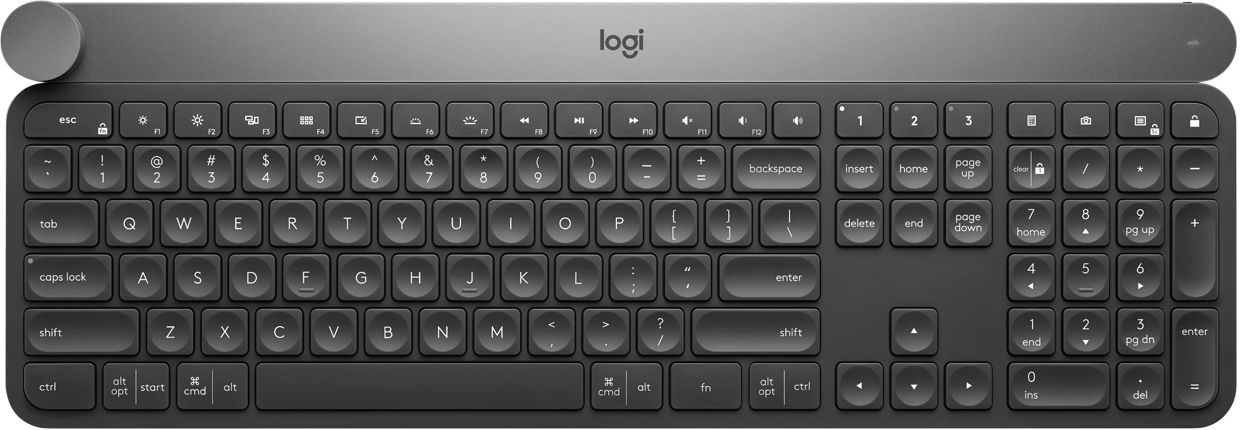 logi
esc F1 F2 F3 F4 F5 F6 F7 F8 F9 F10 F11 F12 1 2 3
~ ! @ # $ % ^ & * ( ) — +
` 1 2 3 4 5 6 7 8 9 0 - = backspace insert home page up clear 1 / * −
tab Q W E R T Y U I O P { [ } ] | \ delete end page down 7 home 8 9 pg up +
caps lock A S D F G H J K L : ; “ ‘ enter 4 5 6
shift Z X C V B N M < , > . ? / shift 1 end 2 3 pg dn enter =
ctrl alt opt start ⌘ cmd alt ⌘ cmd alt fn alt opt ctrl 0 ins . del